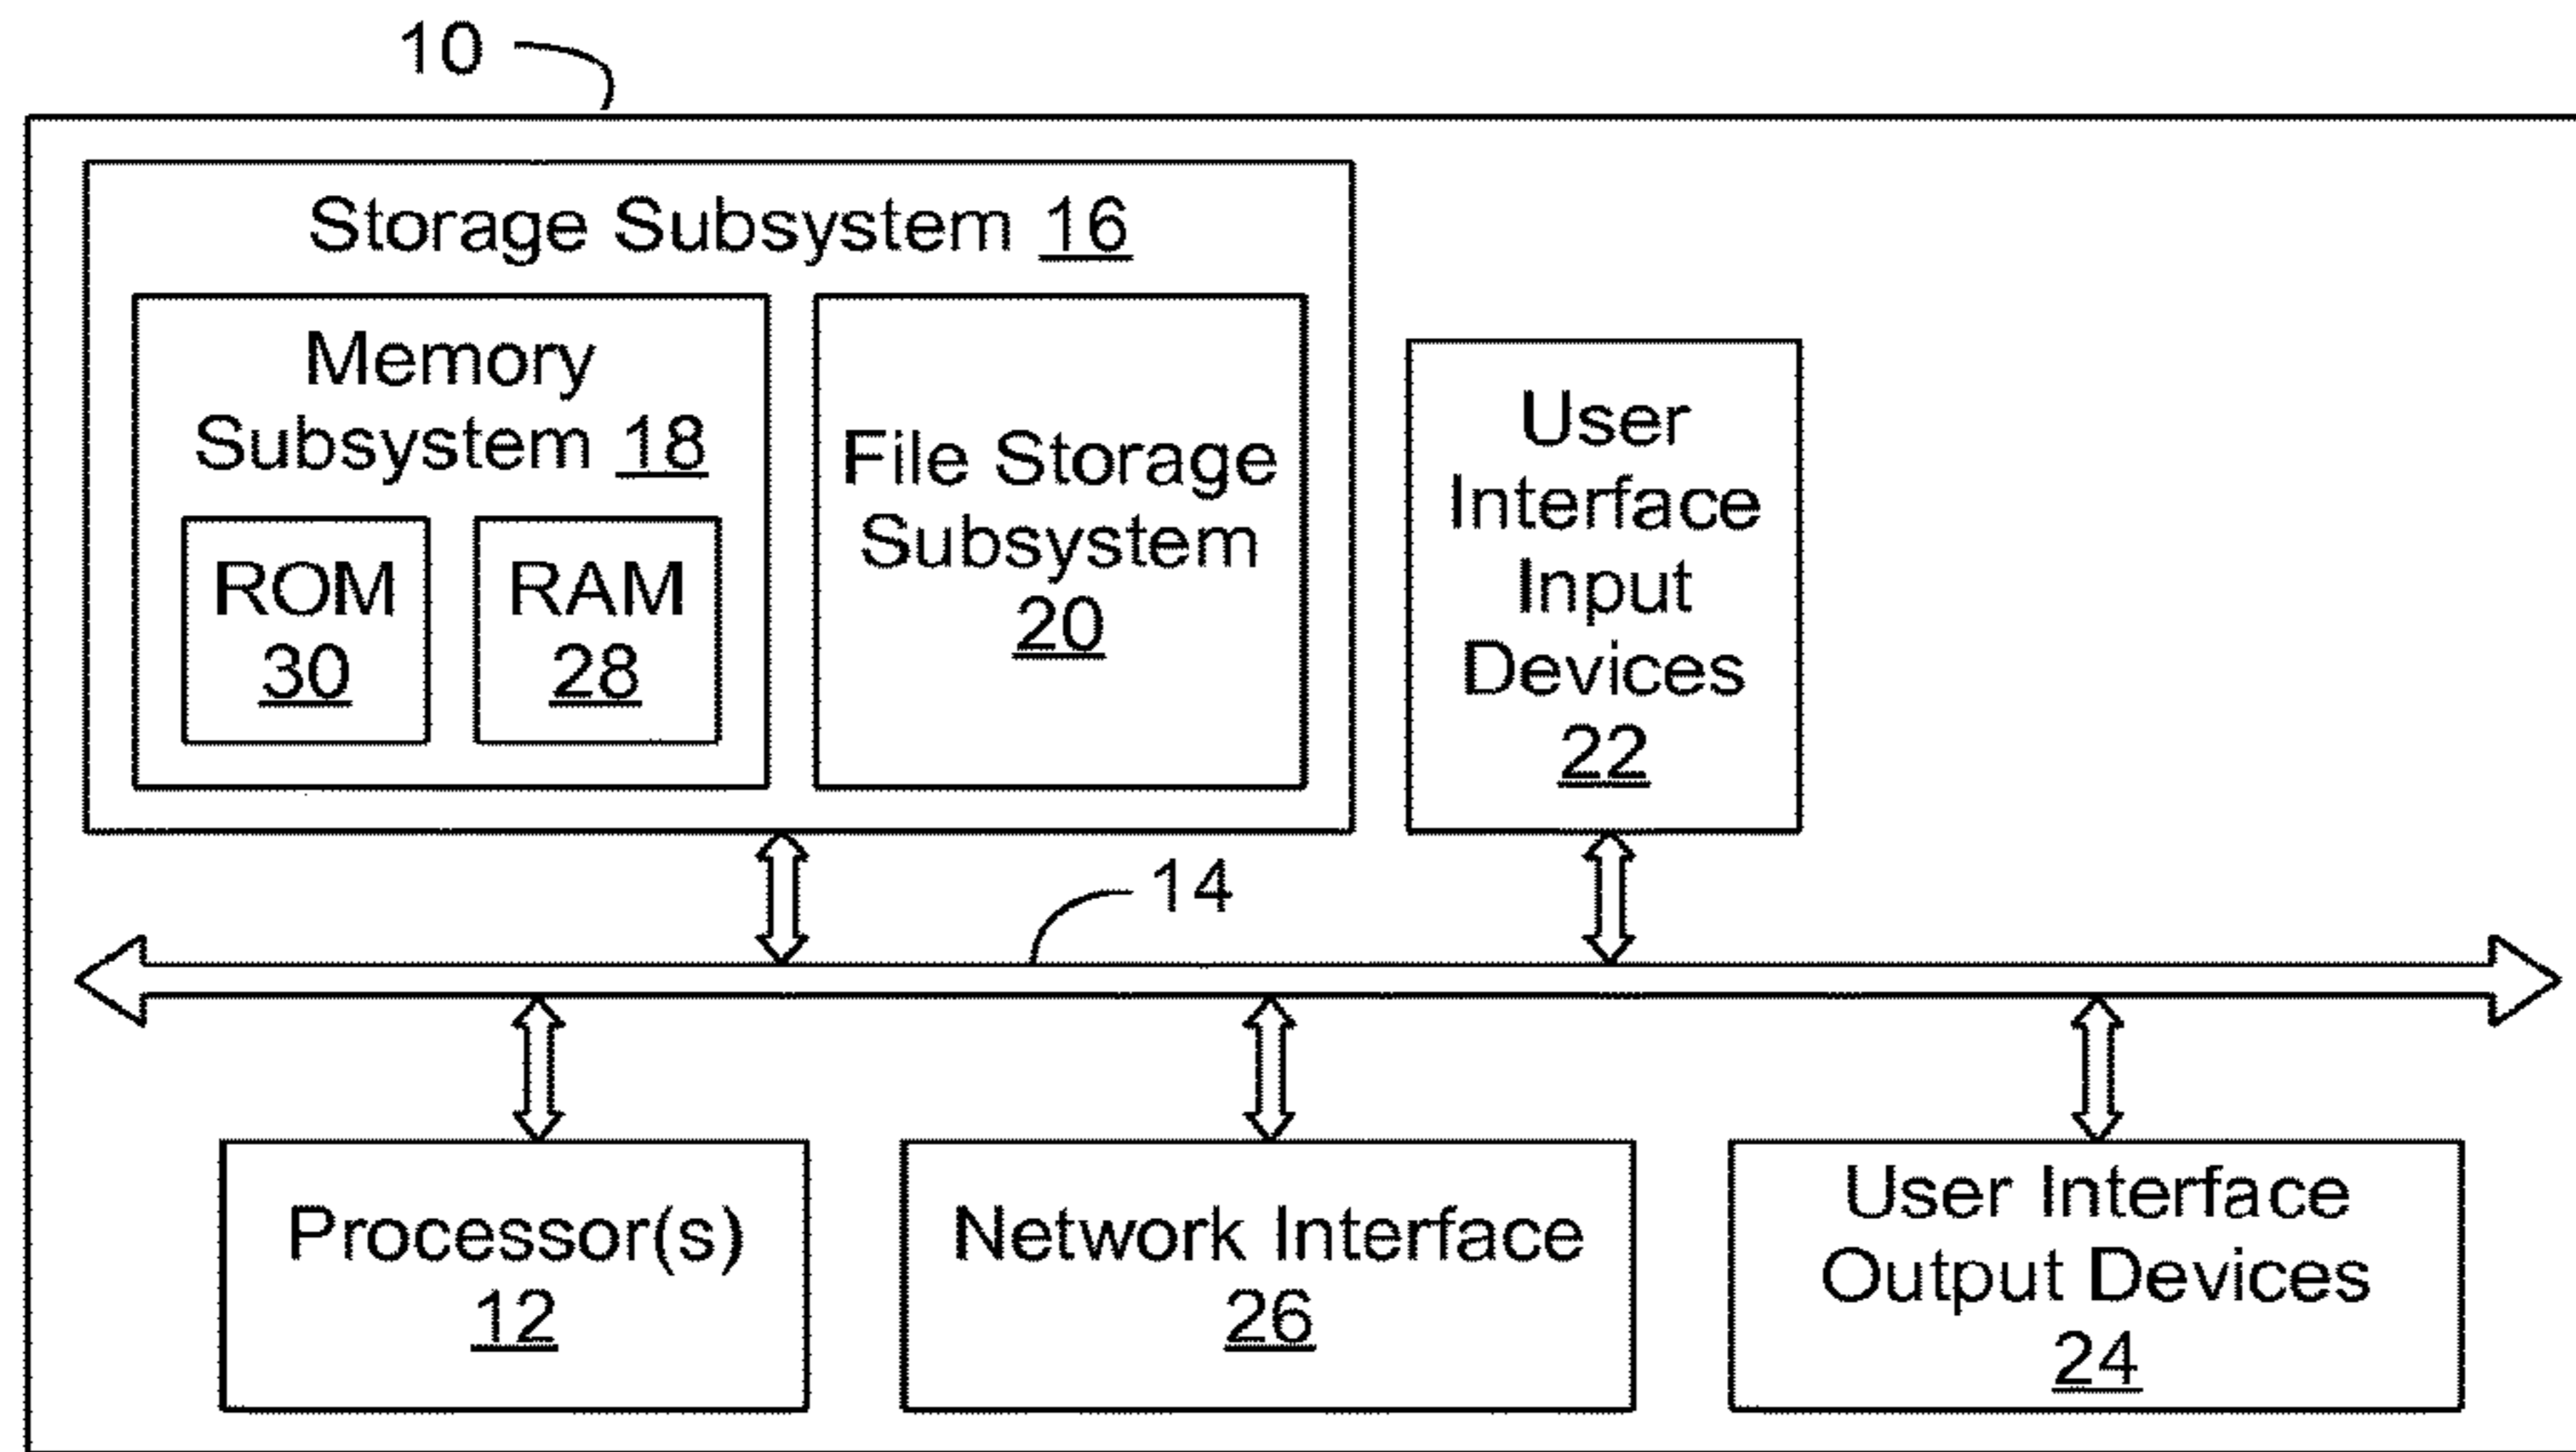 10
Storage Subsystem 16
Memory
Subsystem 18
ROM
30
RAM
28
File Storage
Subsystem
20
User
Interface
Input
Devices
22
14
Processor(s)
12
Network Interface
26
User Interface
Output Devices
24